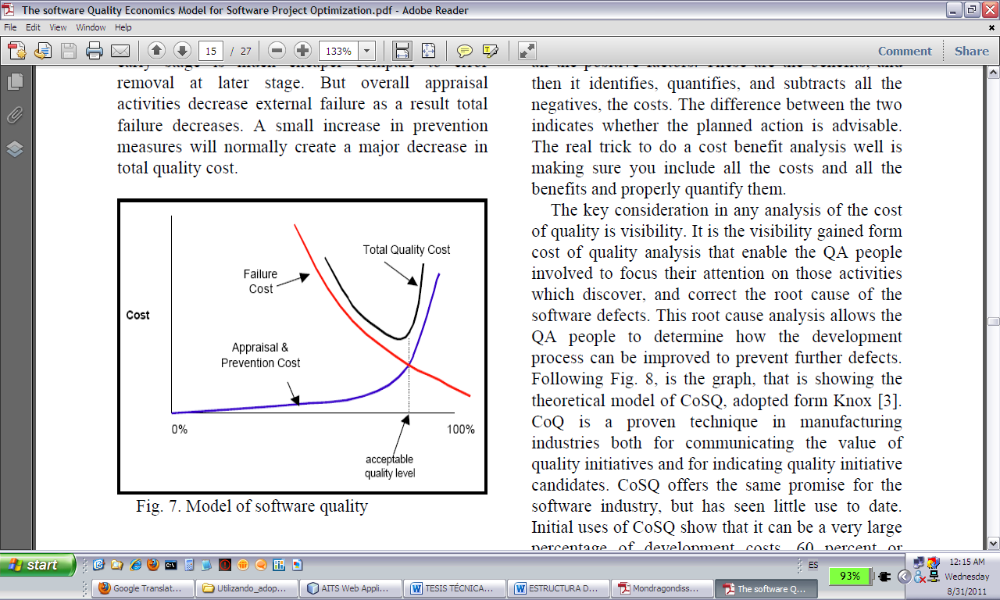 The software Quality Economics Model for Software Project Optimization.pdf - Adobe Reader
File Edit View Window Help
15 / 27 133% Comment Share
early stage is much cheaper compare to error
removal at later stage. But overall appraisal
activities decrease external failure as a result total
failure decreases. A small increase in prevention
measures will normally create a major decrease in
total quality cost.
Total Quality Cost
Failure
Cost
Cost
Appraisal &
Prevention Cost
0%
100%
acceptable
quality level
Fig. 7. Model of software quality
all the positive factors. These are the benefits, and
then it identifies, quantifies, and subtracts all the
negatives, the costs. The difference between the two
indicates whether the planned action is advisable.
The real trick to do a cost benefit analysis well is
making sure you include all the costs and all the
benefits and properly quantify them.
The key consideration in any analysis of the cost
of quality is visibility. It is the visibility gained form
cost of quality analysis that enable the QA people
involved to focus their attention on those activities
which discover, and correct the root cause of the
software defects. This root cause analysis allows the
QA people to determine how the development
process can be improved to prevent further defects.
Following Fig. 8, is the graph, that is showing the
theoretical model of CoSQ, adopted form Knox [3].
CoQ is a proven technique in manufacturing
industries both for communicating the value of
quality initiatives and for indicating quality initiative
candidates. CoSQ offers the same promise for the
software industry, but has seen little use to date.
Initial uses of CoSQ show that it can be a very large
percentage of development costs, 60 percent or
start
ES
93%
12:15 AM
Wednesday
8/31/2011
Google Translat...
Utilizando_adop...
AITS Web Appli...
TESIS TÉCNICA...
ESTRUCTURA D...
Mondragondiss...
The software Q...